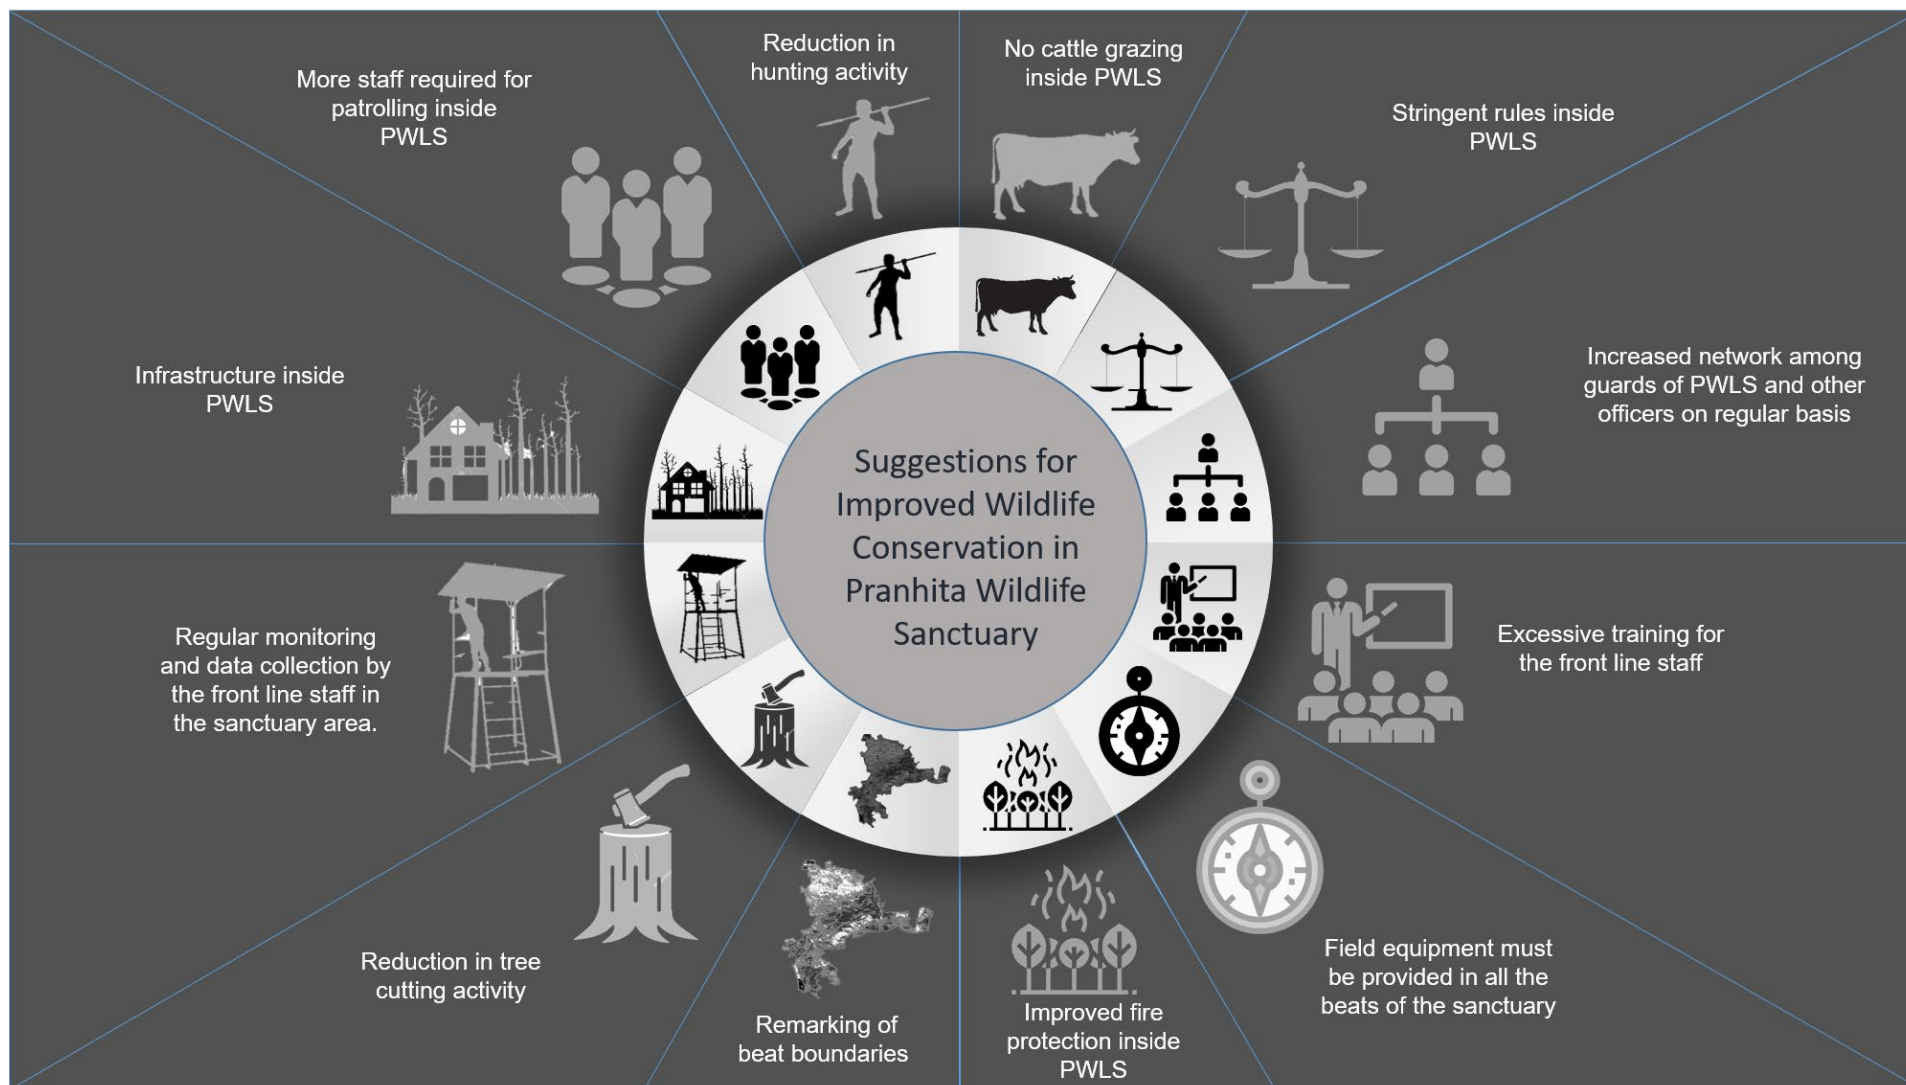 Suggestions for
Improved Wildlife
Conservation in
Pranhita Wildlife
Sanctuary
Reduction in
hunting activity
No cattle grazing
inside PWLS
Stringent rules inside
PWLS
Increased network among
guards of PWLS and other
officers on regular basis
Excessive training for
the front line staff
Field equipment must
be provided in all the
beats of the sanctuary
Improved fire
protection inside
PWLS
Remarking of
beat boundaries
Reduction in tree
cutting activity
Regular monitoring
and data collection by
the front line staff in
the sanctuary area.
Infrastructure inside
PWLS
More staff required for
patrolling inside
PWLS